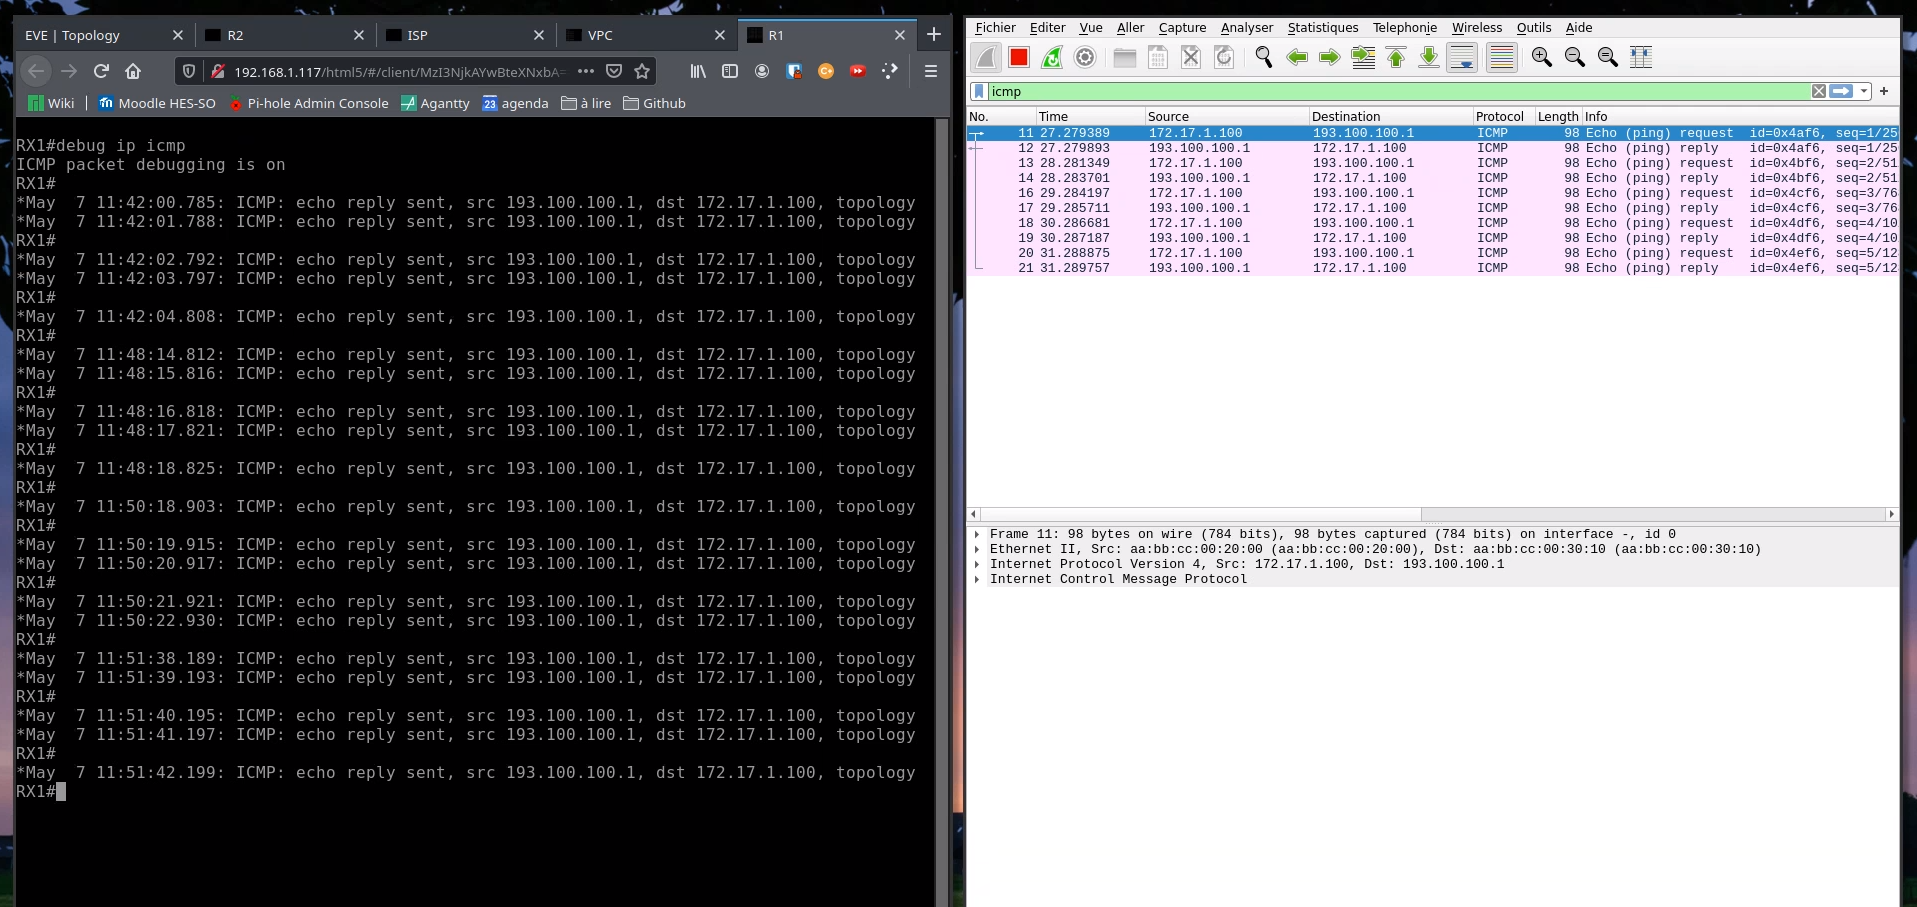 EVE | Topology
R2
ISP
VPC
R1
192.168.1.117/html5/#/client/MzI3NjkAYwBteXNxbA=
Wiki
Moodle HES-SO
Pi-hole Admin Console
Agantty
23 agenda
à lire
Github
RX1#debug ip icmp
ICMP packet debugging is on
RX1#
*May  7 11:42:00.785: ICMP: echo reply sent, src 193.100.100.1, dst 172.17.1.100, topology
*May  7 11:42:01.788: ICMP: echo reply sent, src 193.100.100.1, dst 172.17.1.100, topology
RX1#
*May  7 11:42:02.792: ICMP: echo reply sent, src 193.100.100.1, dst 172.17.1.100, topology
*May  7 11:42:03.797: ICMP: echo reply sent, src 193.100.100.1, dst 172.17.1.100, topology
RX1#
*May  7 11:42:04.808: ICMP: echo reply sent, src 193.100.100.1, dst 172.17.1.100, topology
RX1#
*May  7 11:48:14.812: ICMP: echo reply sent, src 193.100.100.1, dst 172.17.1.100, topology
*May  7 11:48:15.816: ICMP: echo reply sent, src 193.100.100.1, dst 172.17.1.100, topology
RX1#
*May  7 11:48:16.818: ICMP: echo reply sent, src 193.100.100.1, dst 172.17.1.100, topology
*May  7 11:48:17.821: ICMP: echo reply sent, src 193.100.100.1, dst 172.17.1.100, topology
RX1#
*May  7 11:48:18.825: ICMP: echo reply sent, src 193.100.100.1, dst 172.17.1.100, topology
RX1#
*May  7 11:50:18.903: ICMP: echo reply sent, src 193.100.100.1, dst 172.17.1.100, topology
RX1#
*May  7 11:50:19.915: ICMP: echo reply sent, src 193.100.100.1, dst 172.17.1.100, topology
*May  7 11:50:20.917: ICMP: echo reply sent, src 193.100.100.1, dst 172.17.1.100, topology
RX1#
*May  7 11:50:21.921: ICMP: echo reply sent, src 193.100.100.1, dst 172.17.1.100, topology
*May  7 11:50:22.930: ICMP: echo reply sent, src 193.100.100.1, dst 172.17.1.100, topology
RX1#
*May  7 11:51:38.189: ICMP: echo reply sent, src 193.100.100.1, dst 172.17.1.100, topology
*May  7 11:51:39.193: ICMP: echo reply sent, src 193.100.100.1, dst 172.17.1.100, topology
RX1#
*May  7 11:51:40.195: ICMP: echo reply sent, src 193.100.100.1, dst 172.17.1.100, topology
*May  7 11:51:41.197: ICMP: echo reply sent, src 193.100.100.1, dst 172.17.1.100, topology
RX1#
*May  7 11:51:42.199: ICMP: echo reply sent, src 193.100.100.1, dst 172.17.1.100, topology
RX1#
Fichier Editer Vue Aller Capture Analyser Statistiques Telephonie Wireless Outils Aide
icmp
No. Time Source Destination Protocol Length Info
11 27.279389 172.17.1.100 193.100.100.1 ICMP 98 Echo (ping) request id=0x4af6, seq=1/25
12 27.279893 193.100.100.1 172.17.1.100 ICMP 98 Echo (ping) reply id=0x4af6, seq=1/25
13 28.281349 172.17.1.100 193.100.100.1 ICMP 98 Echo (ping) request id=0x4bf6, seq=2/51
14 28.283701 193.100.100.1 172.17.1.100 ICMP 98 Echo (ping) reply id=0x4bf6, seq=2/51
16 29.284197 172.17.1.100 193.100.100.1 ICMP 98 Echo (ping) request id=0x4cf6, seq=3/76
17 29.285711 193.100.100.1 172.17.1.100 ICMP 98 Echo (ping) reply id=0x4cf6, seq=3/76
18 30.286681 172.17.1.100 193.100.100.1 ICMP 98 Echo (ping) request id=0x4df6, seq=4/10
19 30.287187 193.100.100.1 172.17.1.100 ICMP 98 Echo (ping) reply id=0x4df6, seq=4/10
20 31.288875 172.17.1.100 193.100.100.1 ICMP 98 Echo (ping) request id=0x4ef6, seq=5/12
21 31.289757 193.100.100.1 172.17.1.100 ICMP 98 Echo (ping) reply id=0x4ef6, seq=5/12
Frame 11: 98 bytes on wire (784 bits), 98 bytes captured (784 bits) on interface -, id 0
Ethernet II, Src: aa:bb:cc:00:20:00 (aa:bb:cc:00:20:00), Dst: aa:bb:cc:00:30:10 (aa:bb:cc:00:30:10)
Internet Protocol Version 4, Src: 172.17.1.100, Dst: 193.100.100.1
Internet Control Message Protocol